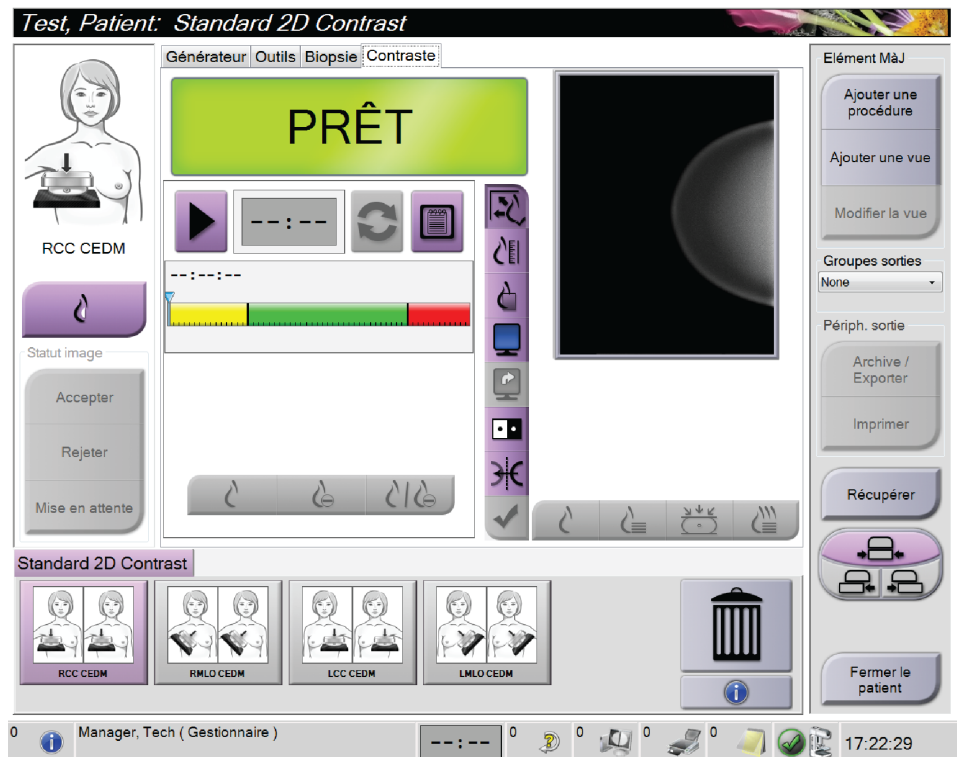 Test, Patient: Standard 2D Contrast
Générateur Outils Biopsie Contraste
PRÊT
RCC CEDM
--:--
--:--:--
Statut image
Accepter
Rejeter
Mise en attente
Elément MàJ
Ajouter une
procédure
Ajouter une vue
Modifier la vue
Groupes sorties
None
Périph. sortie
Archive /
Exporter
Imprimer
Récupérer
Fermer le
patient
Standard 2D Contrast
RCC CEDM
RMLO CEDM
LCC CEDM
LMLO CEDM
0 Manager, Tech ( Gestionnaire ) --:-- 0 0 0 0 17:22:29